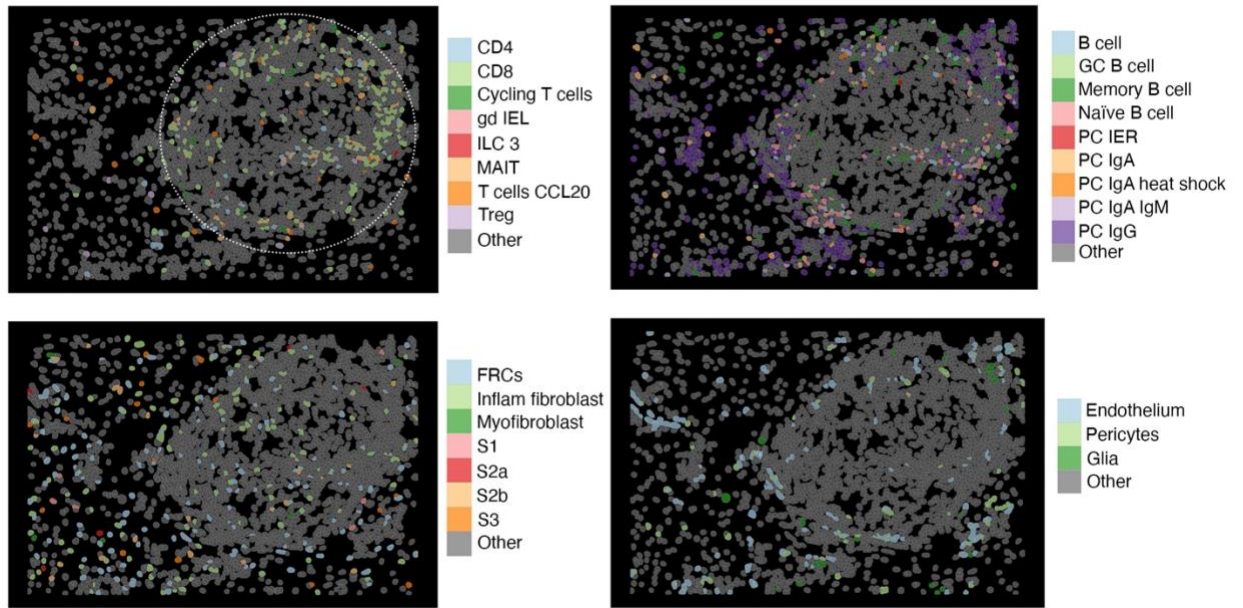 CD4
CD8
Cycling T cells
gd IEL
ILC 3
MAIT
T cells CCL20
Treg
Other
B cell
GC B cell
Memory B cell
Naïve B cell
PC IER
PC IgA
PC IgA heat shock
PC IgA IgM
PC IgG
Other
FRCs
Inflam fibroblast
Myofibroblast
S1
S2a
S2b
S3
Other
Endothelium
Pericytes
Glia
Other